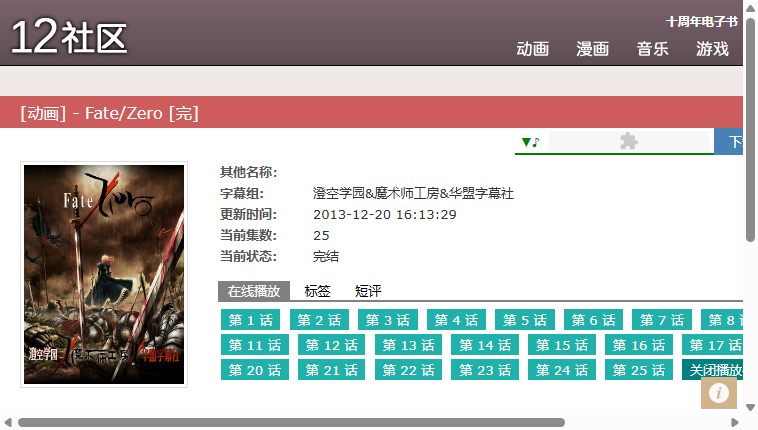 12社区
十周年电子书
动画 漫画 音乐 游戏
[动画] - Fate/Zero [完]
▼♪
下
Fate Zero
澄空学园 魔术师工房 华盟字幕社
其他名称:
字幕组: 澄空学园&魔术师工房&华盟字幕社
更新时间: 2013-12-20 16:13:29
当前集数: 25
当前状态: 完结
在线播放 标签 短评
第 1 话 第 2 话 第 3 话 第 4 话 第 5 话 第 6 话 第 7 话 第 8
第 11 话 第 12 话 第 13 话 第 14 话 第 15 话 第 16 话 第 17 话
第 20 话 第 21 话 第 22 话 第 23 话 第 24 话 第 25 话 关闭播放